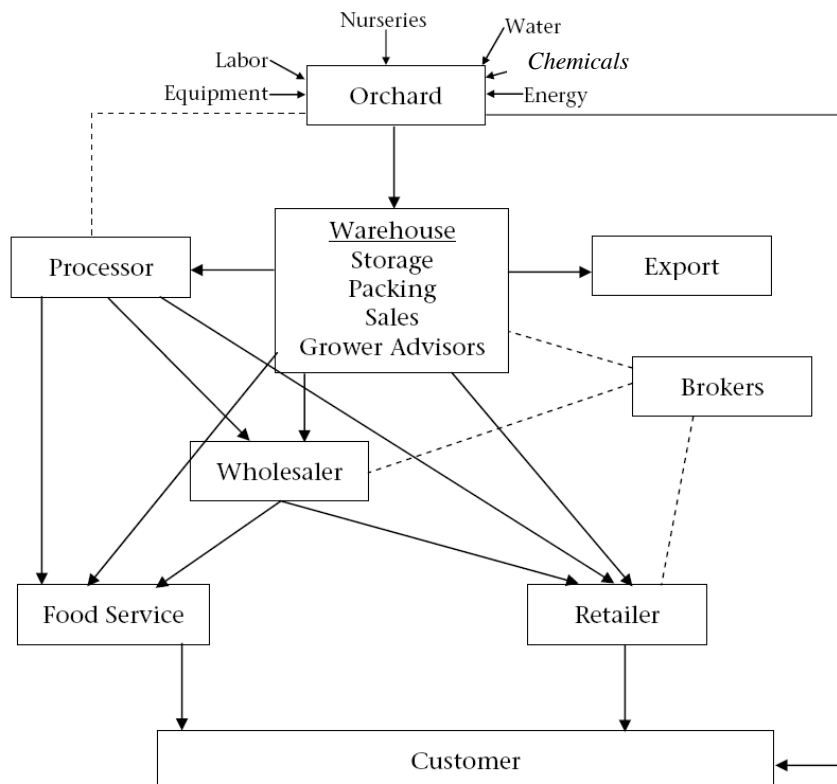 Nurseries
Water
Labor
Chemicals
Equipment
Orchard
Energy
Warehouse
Storage
Packing
Sales
Grower Advisors
Processor
Export
Brokers
Wholesaler
Food Service
Retailer
Customer